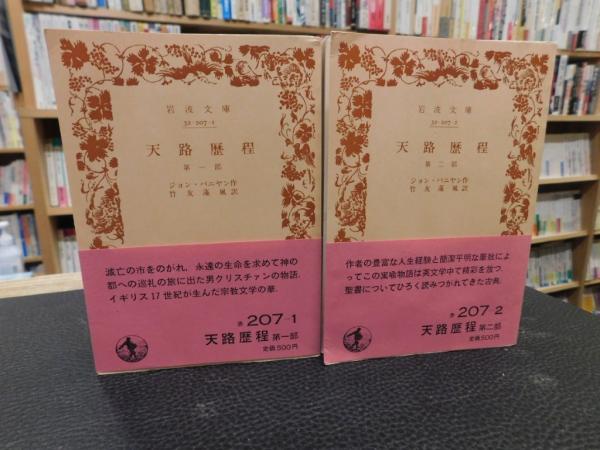 岩波文庫
32-207-1
天路歴程
第一部
ジョン・バニヤン作
竹友藻風訳
滅亡の市をのがれ、永遠の生命を求めて神の
都への巡礼の旅に出た男クリスチャンの物語.
イギリス17世紀が生んだ宗教文学の華.
赤 207-1
天路歴程 第一部
定価500円
岩波文庫
32-207-2
天路歴程
第二部
ジョン・バニヤン作
竹友藻風訳
作者の豊富な人生経験と簡潔平明な筆致によ
ってこの寓喩物語は英文学中で精彩を放つ.
聖書についでひろく読みつがれてきた古典.
赤 207-2
天路歴程 第二部
定価500円